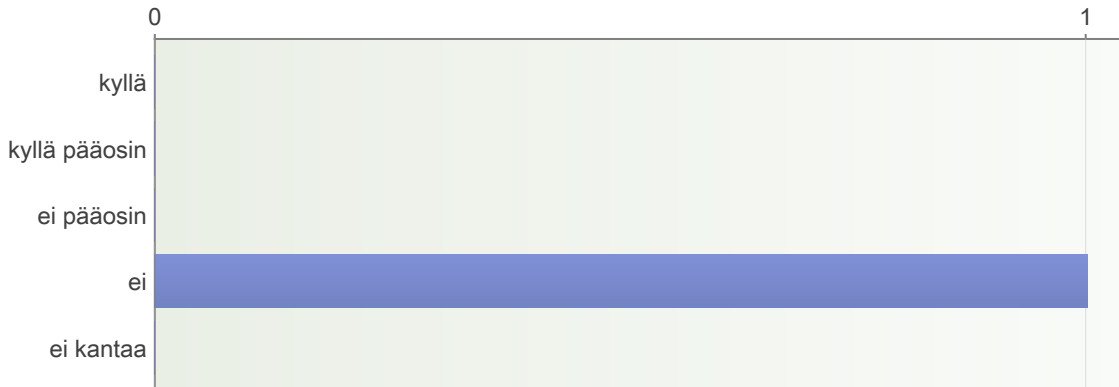 0 1
kyllä
kyllä pääosin
ei pääosin
ei
ei kantaa